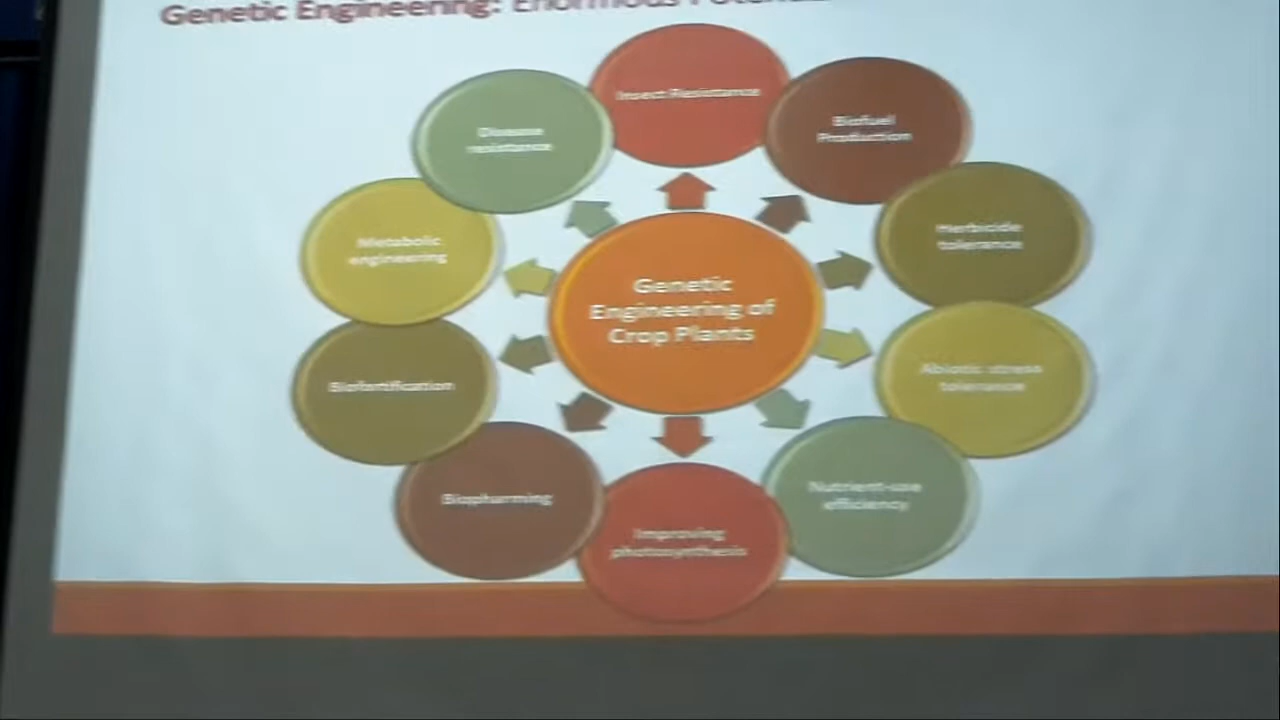 Genetic Engineering: Enormous Potential
Insect Resistance
Biofuel
Production
Herbicide
tolerance
Abiotic stress
tolerance
Nutrient-use
efficiency
Improving
photosynthesis
Biopharming
Biofortification
Metabolic
engineering
Disease
resistance
Genetic
Engineering of
Crop Plants